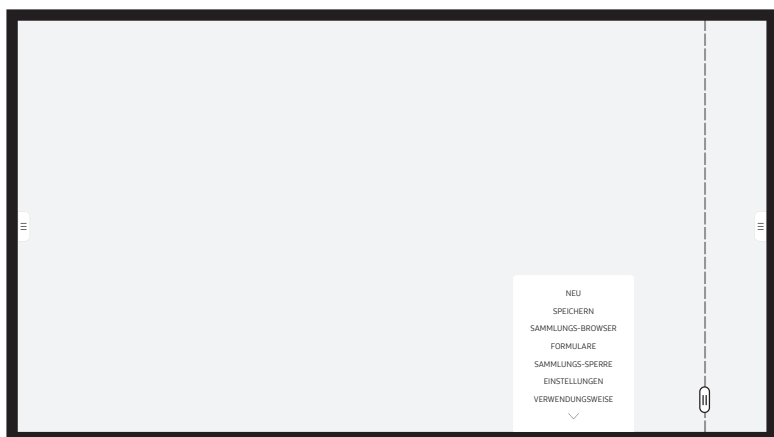 NEU
SPEICHERN
SAMMLUNGS-BROWSER
FORMULARE
SAMMLUNGS-SPERRE
EINSTELLUNGEN
VERWENDUNGSWEISE